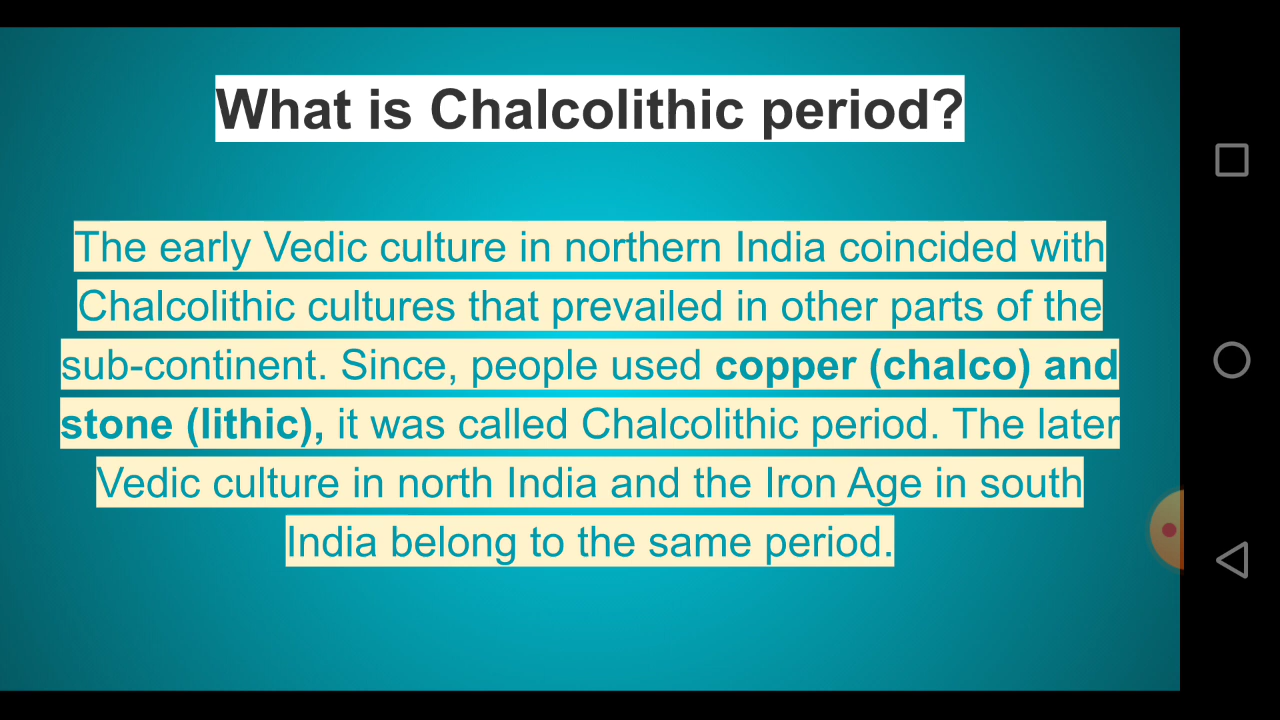 What is Chalcolithic period?
The early Vedic culture in northern India coincided with
Chalcolithic cultures that prevailed in other parts of the
sub-continent. Since, people used copper (chalco) and
stone (lithic), it was called Chalcolithic period. The later
Vedic culture in north India and the Iron Age in south
India belong to the same period.